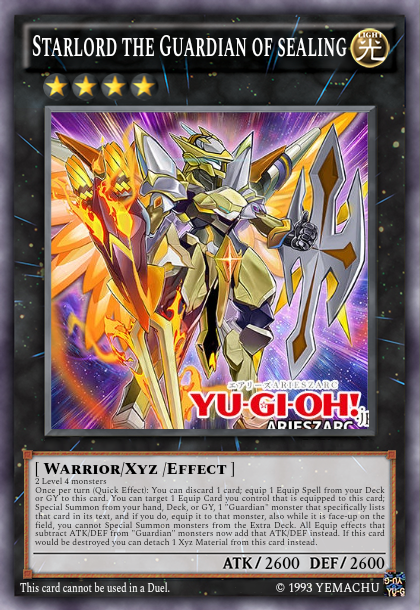 STARLORD THE GUARDIAN OF SEALING
LIGHT
光
エアリーズARIESZARC
YU-GI-OH!
ARIESZARC
[ WARRIOR/XYZ /EFFECT ]
2 Level 4 monsters
Once per turn (Quick Effect): You can discard 1 card; equip 1 Equip Spell from your Deck
or GY to this card. You can target 1 Equip Card you control that is equipped to this card;
Special Summon from your hand, Deck, or GY, 1 "Guardian" monster that specifically lists
that card in its text, and if you do, equip it to that monster, also while it is face-up on the
field, you cannot Special Summon monsters from the Extra Deck. All Equip effects that
subtract ATK/DEF from "Guardian" monsters now add that ATK/DEF instead. If this card
would be destroyed you can detach 1 Xyz Material from this card instead.
ATK / 2600 DEF / 2600
This card cannot be used in a Duel.
© 1993 YEMACHU